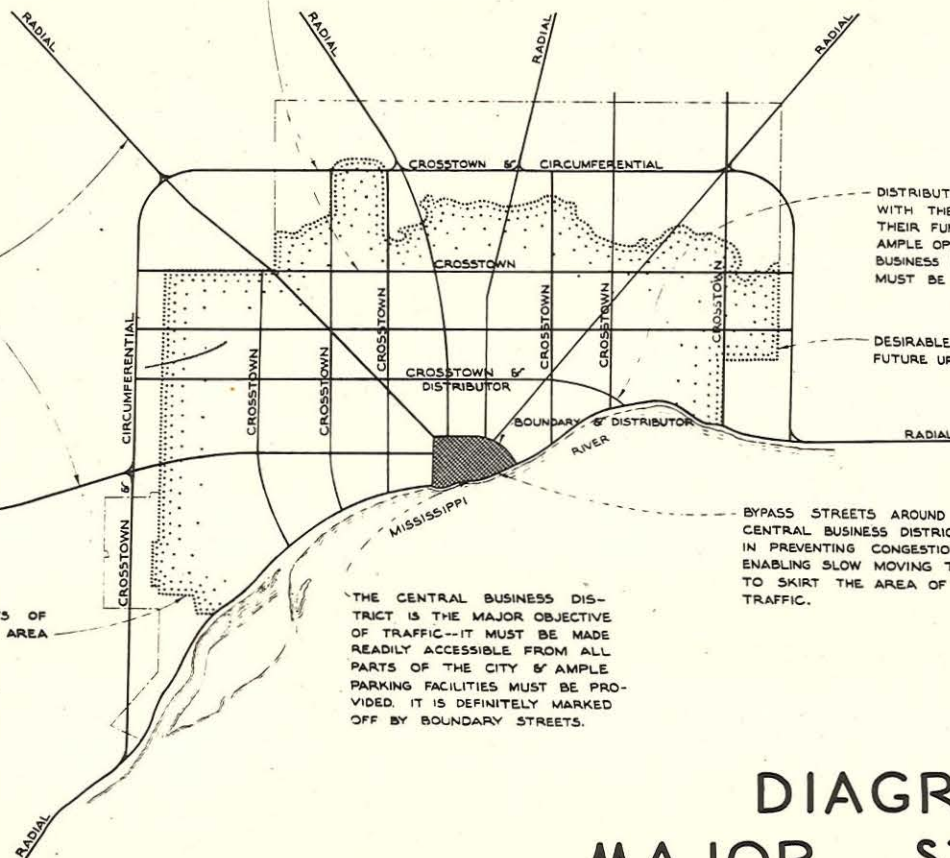 RADIAL
RADIAL
RADIAL
RADIAL
CROSSTOWN & CIRCUMFERENTIAL
DISTRIBUT
WITH THE
THEIR FU
AMPLE OP
BUSINESS
MUST BE
CROSSTOWN
CROSSTOWN
CROSSTOWN
CROSSTOWN
CROSSTOWN
CIRCUMFERENTIAL
& 
CROSSTOWN
CROSSTOWN
CROSSTOWN
CROSSTOWN &
DISTRIBUTOR
DESIRABLE
FUTURE UR
BOUNDARY & DISTRIBUTOR
RADIAL
RIVER
MISSISSIPPI
BYPASS STREETS AROUND
CENTRAL BUSINESS DISTRIC
IN PREVENTING CONGESTIO
ENABLING SLOW MOVING T
TO SKIRT THE AREA OF
TRAFFIC.
S OF
AREA
THE CENTRAL BUSINESS DIS-
TRICT IS THE MAJOR OBJECTIVE
OF TRAFFIC--IT MUST BE MADE
READILY ACCESSIBLE FROM ALL
PARTS OF THE CITY & AMPLE
PARKING FACILITIES MUST BE PRO-
VIDED. IT IS DEFINITELY MARKED
OFF BY BOUNDARY STREETS.
RADIAL
DIAGR
MAJOR S